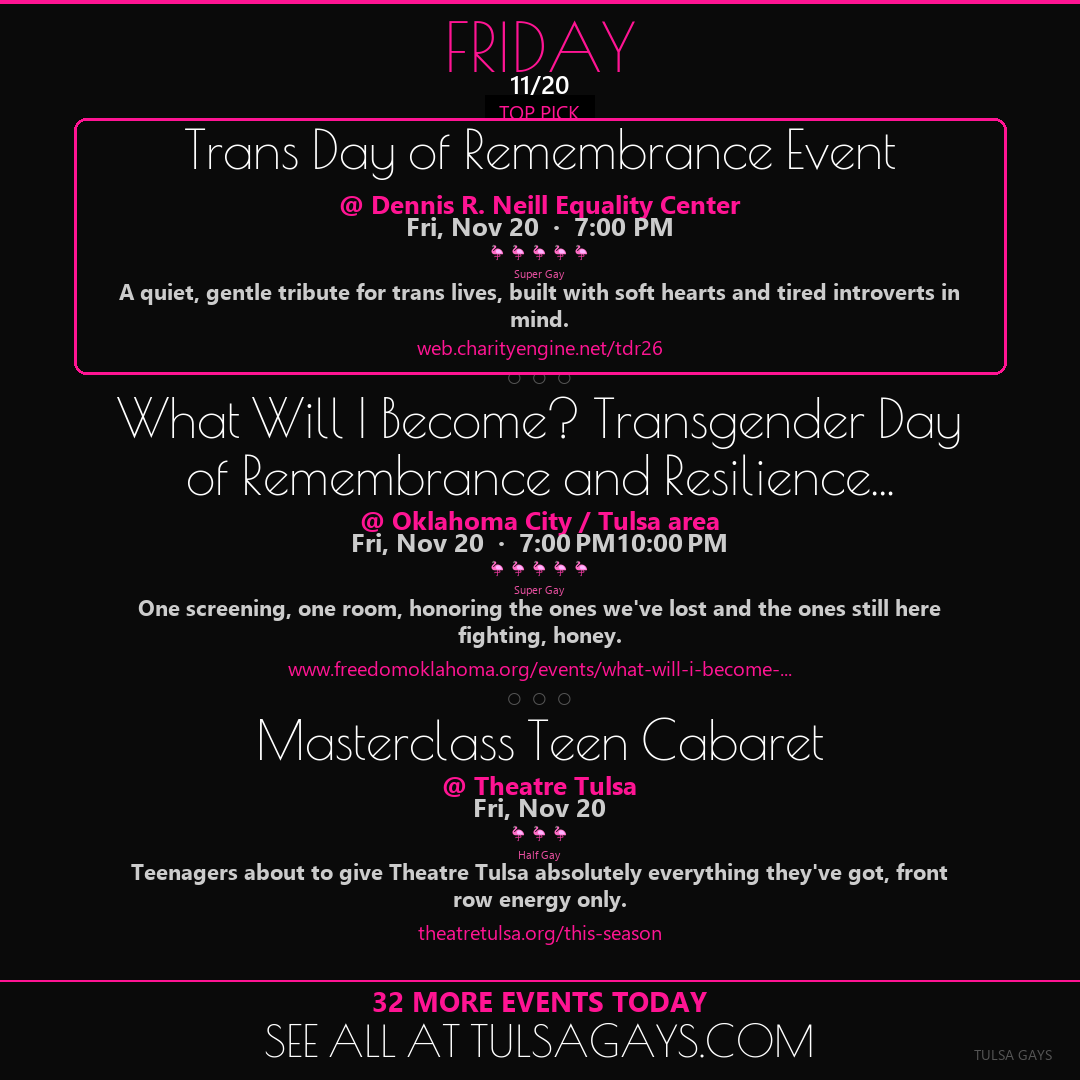 FRIDAY
11/20
TOP PICK
Trans Day of Remembrance Event
@ Dennis R. Neill Equality Center
Fri, Nov 20 · 7:00 PM
Super Gay
A quiet, gentle tribute for trans lives, built with soft hearts and tired introverts in
mind.
web.charityengine.net/tdr26
What Will I Become? Transgender Day
of Remembrance and Resilience...
@ Oklahoma City / Tulsa area
Fri, Nov 20 · 7:00 PM10:00 PM
Super Gay
One screening, one room, honoring the ones we've lost and the ones still here
fighting, honey.
www.freedomoklahoma.org/events/what-will-i-become-...
Masterclass Teen Cabaret
@ Theatre Tulsa
Fri, Nov 20
Half Gay
Teenagers about to give Theatre Tulsa absolutely everything they've got, front
row energy only.
theatretulsa.org/this-season
32 MORE EVENTS TODAY
SEE ALL AT TULSAGAYS.COM
TULSA GAYS